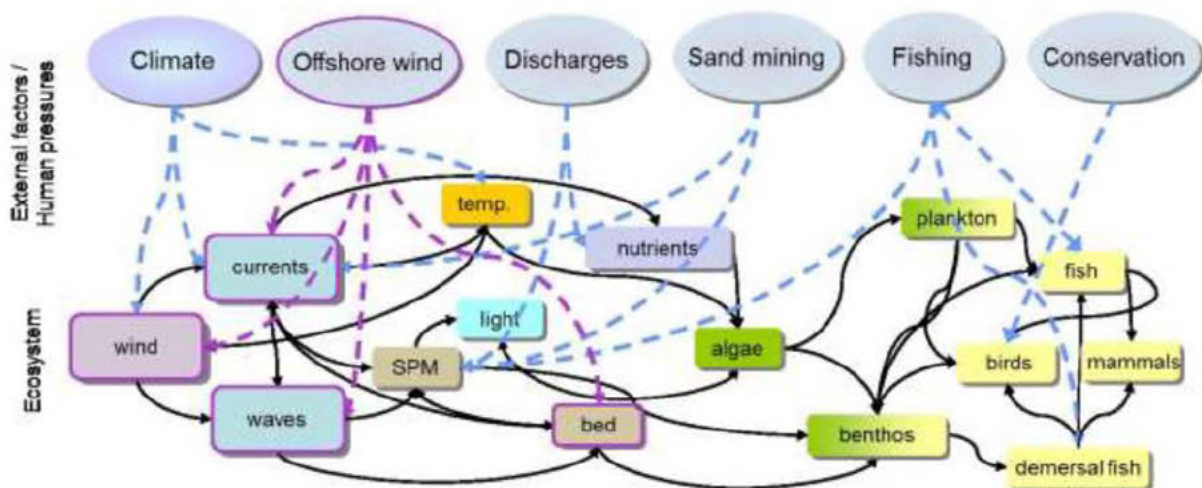 External factors /
Human pressures
Ecosystem
Climate
Offshore wind
Discharges
Sand mining
Fishing
Conservation
temp.
plankton
currents
nutrients
fish
wind
light
SPM
algae
birds
mammals
waves
bed
benthos
demersal fish